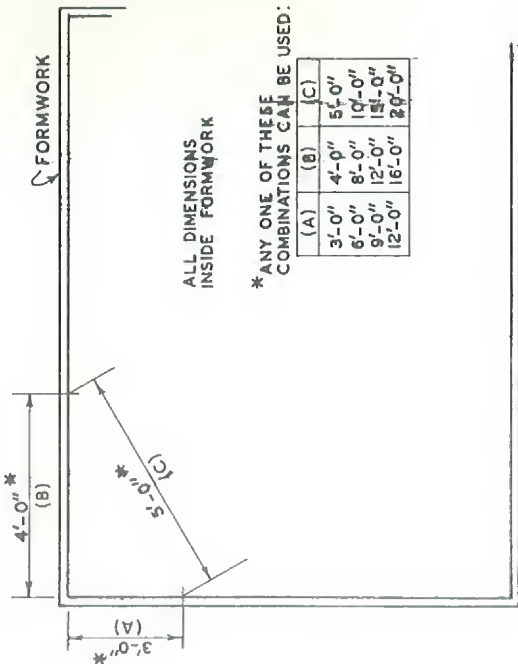 FORMWORK
4'-0" *
(B)
3'-0" *
(A)
5'-0" *
(C)
ALL DIMENSIONS
INSIDE FORMWORK
*ANY ONE OF THESE
COMBINATIONS CAN BE USED:
(A) (B) (C)
3'-0" 4'-0" 5'-0"
6'-0" 8'-0" 10'-0"
9'-0" 12'-0" 15'-0"
12'-0" 16'-0" 20'-0"